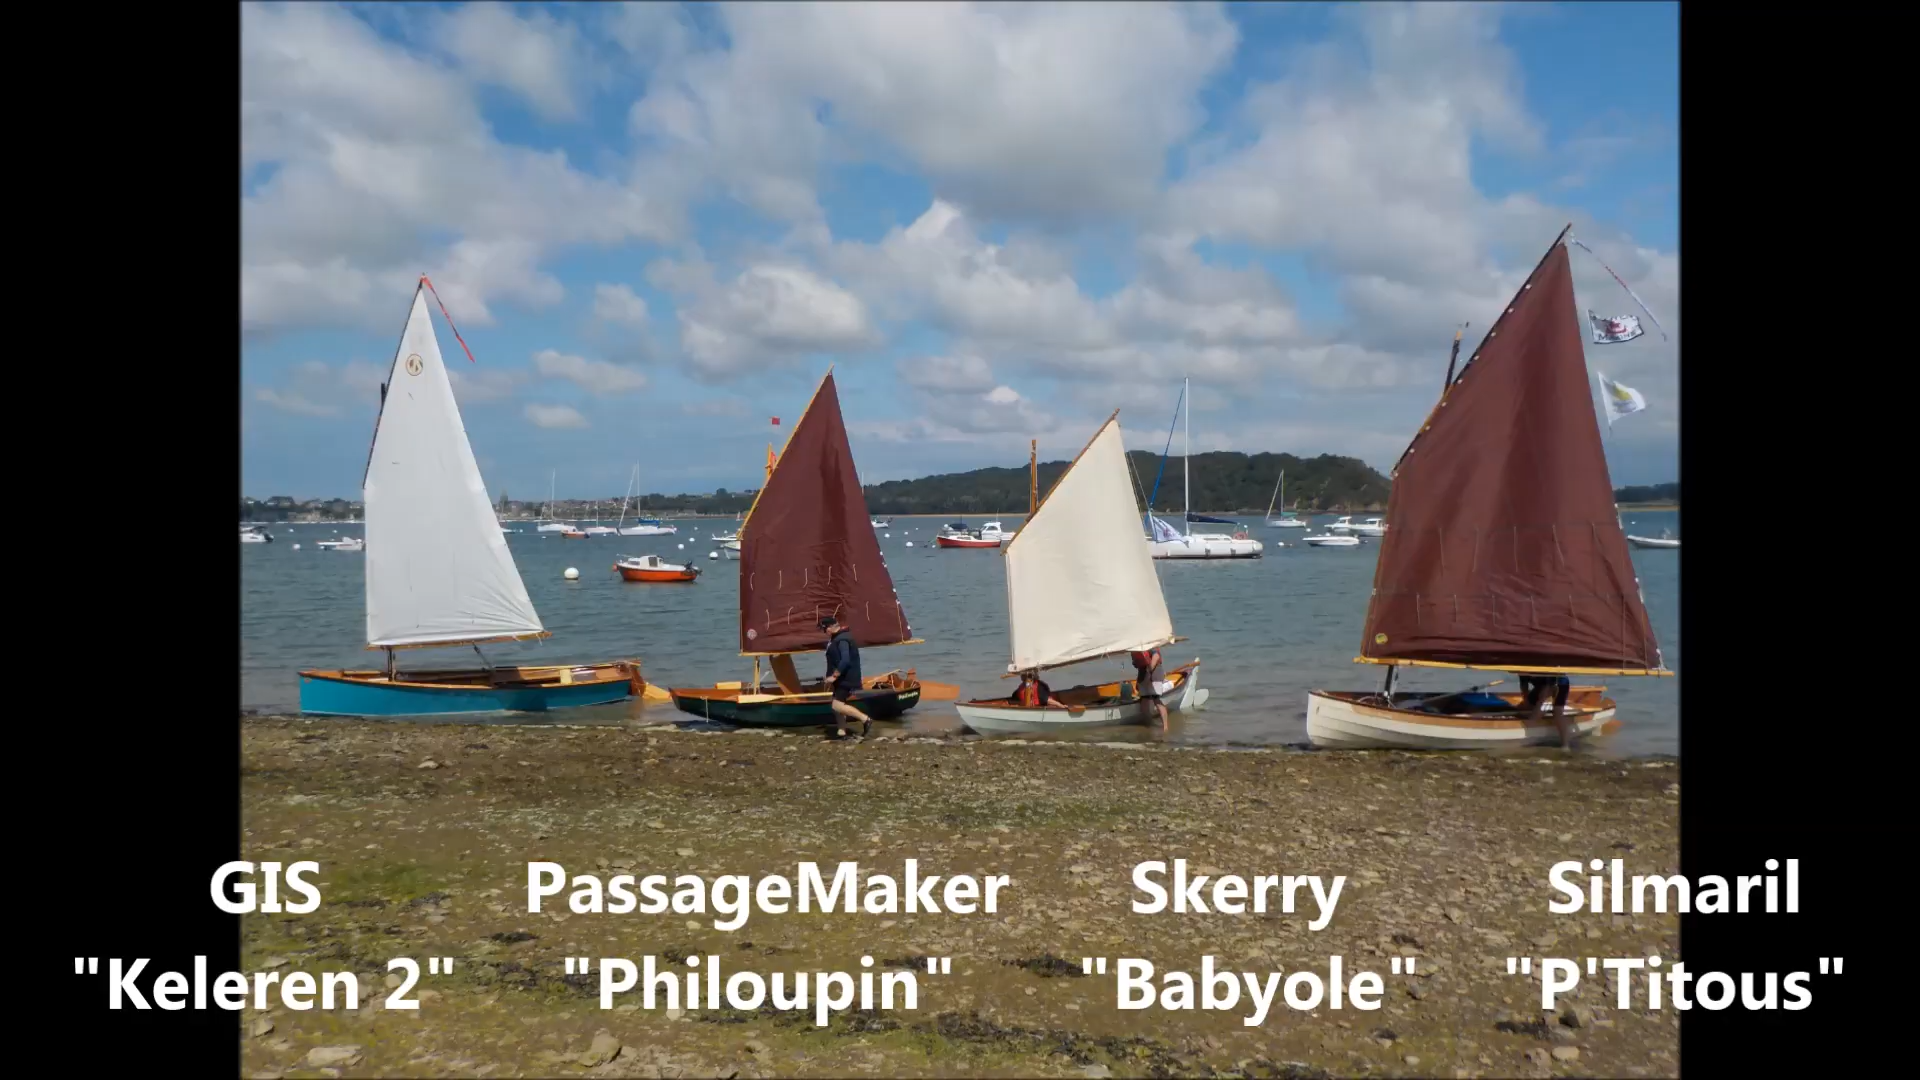 GIS PassageMaker Skerry Silmaril
"Keleren 2" "Philoupin" "Babyole" "P'Titous"